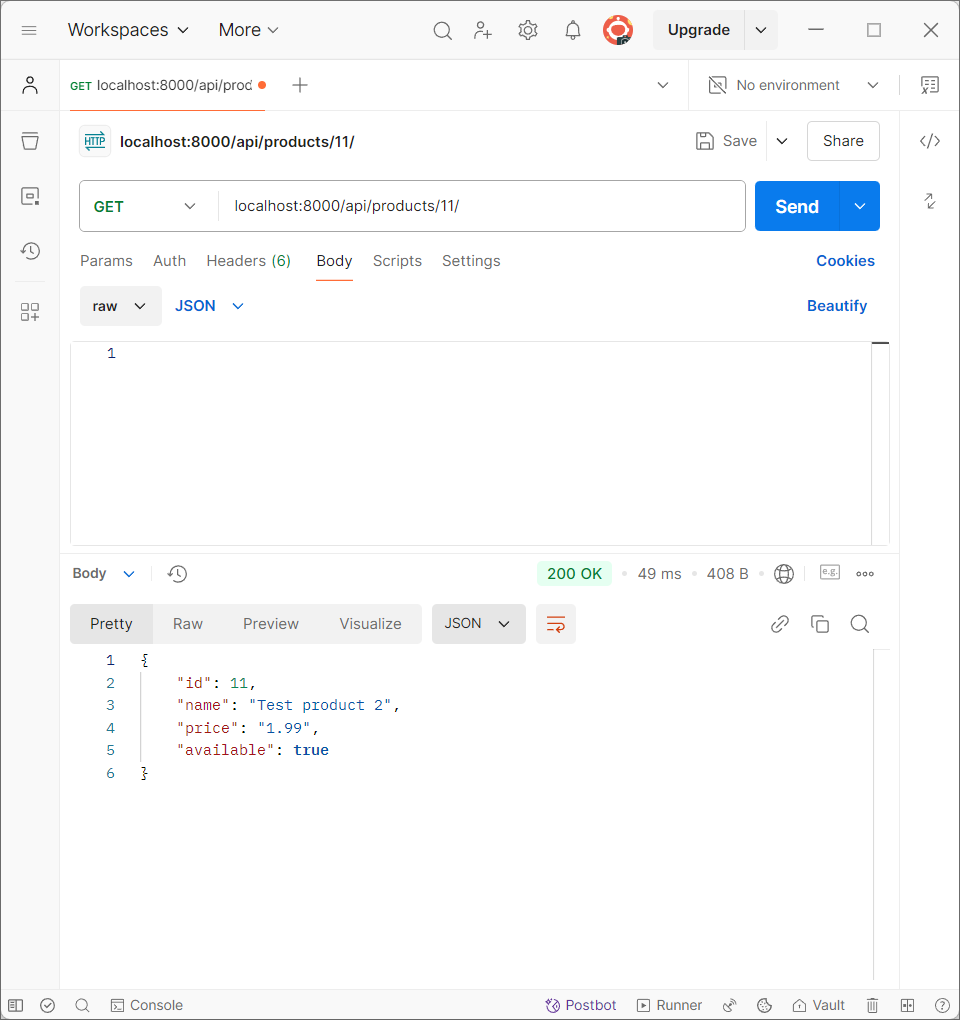 Workspaces More Upgrade
GET localhost:8000/api/prod No environment
HTTP localhost:8000/api/products/11/ Save Share
GET localhost:8000/api/products/11/ Send
Params Auth Headers (6) Body Scripts Settings Cookies
raw JSON Beautify
1
Body 200 OK 49 ms 408 B e.g.
Pretty Raw Preview Visualize JSON
1 {
2 "id": 11,
3 "name": "Test product 2",
4 "price": "1.99",
5 "available": true
6 }
Console Postbot Runner Vault